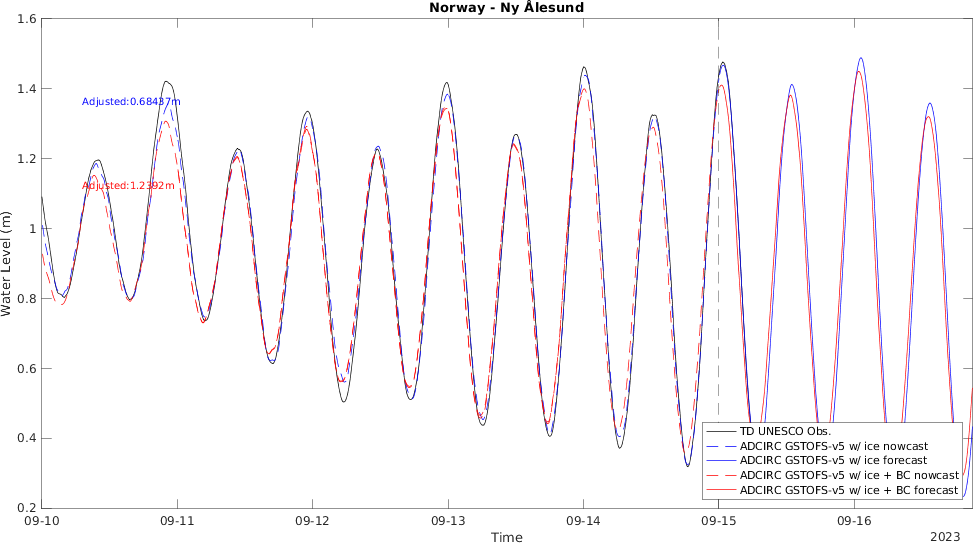 Norway - Ny Ålesund
Water Level (m)
1.6
1.4
1.2
1
0.8
0.6
0.4
0.2
Adjusted:0.68437m
Adjusted:1.2392m
TD UNESCO Obs.
ADCIRC GSTOFS-v5 w/ ice nowcast
ADCIRC GSTOFS-v5 w/ ice forecast
ADCIRC GSTOFS-v5 w/ ice + BC nowcast
ADCIRC GSTOFS-v5 w/ ice + BC forecast
09-10 09-11 09-12 09-13 09-14 09-15 09-16
Time
2023